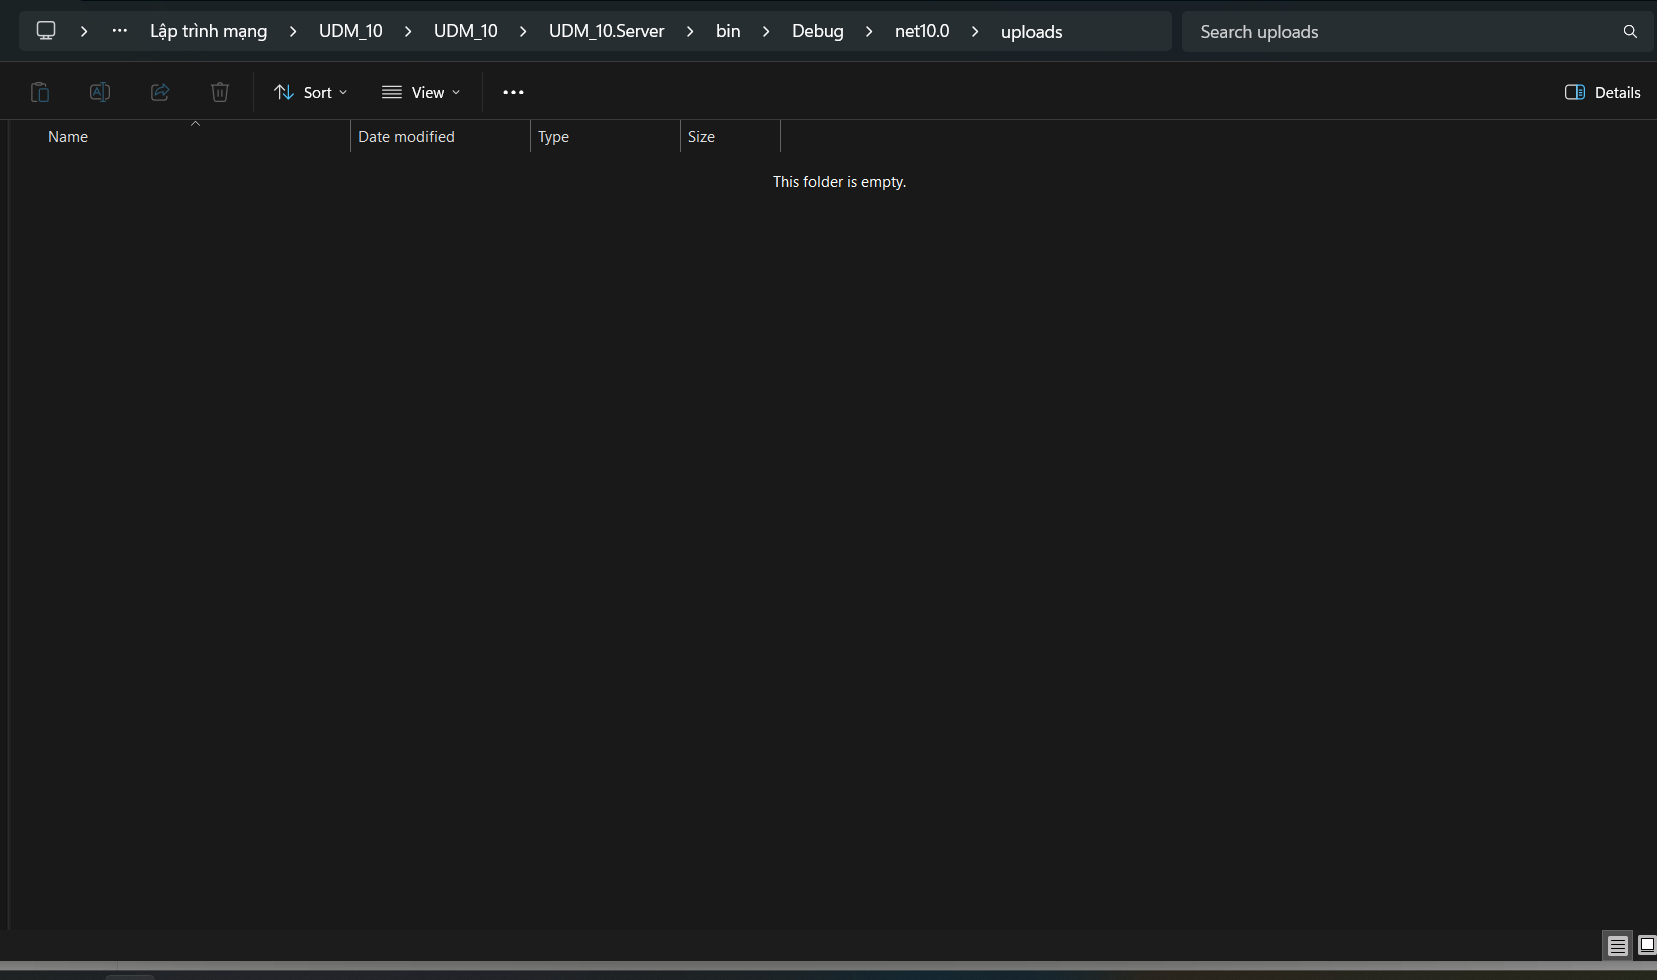 Lập trình mạng UDM_10 UDM_10 UDM_10.Server bin Debug net10.0 uploads Search uploads
Sort View Details
Name Date modified Type Size
This folder is empty.